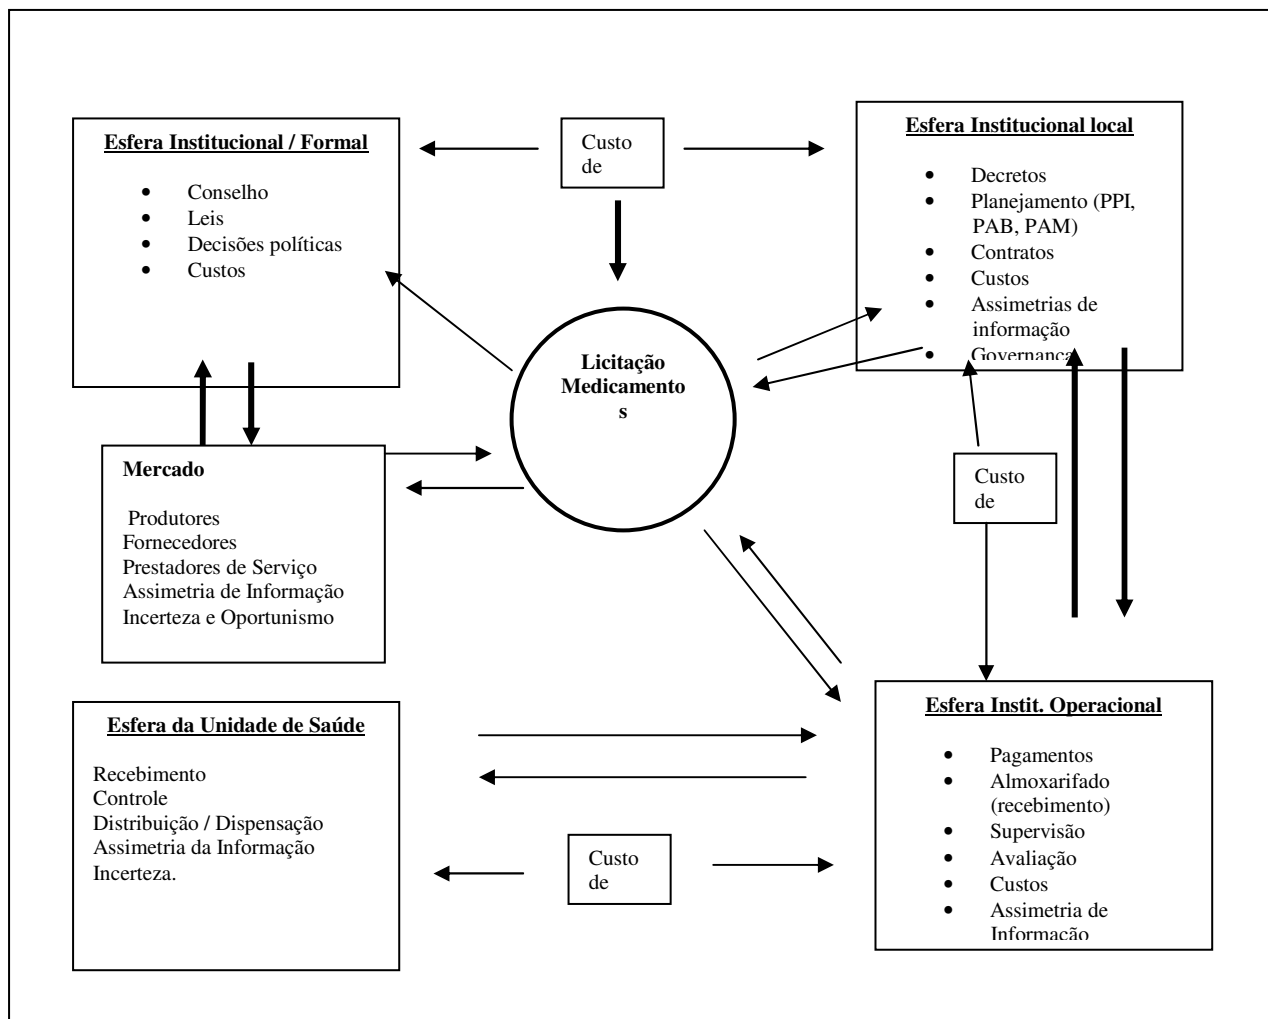 Esfera Institucional / Formal
• Conselho
• Leis
• Decisões políticas
• Custos
Custo
de
Esfera Institucional local
• Decretos
• Planejamento (PPI,
PAB, PAM)
• Contratos
• Custos
• Assimetrias de
informação
• Governança
Licitação
Medicamento
s
Mercado
Produtores
Fornecedores
Prestadores de Serviço
Assimetria de Informação
Incerteza e Oportunismo
Custo
de
Esfera da Unidade de Saúde
Recebimento
Controle
Distribuição / Dispensação
Assimetria da Informação
Incerteza.
Custo
de
Esfera Instit. Operacional
• Pagamentos
• Almoxarifado
(recebimento)
• Supervisão
• Avaliação
• Custos
• Assimetria de
Informação